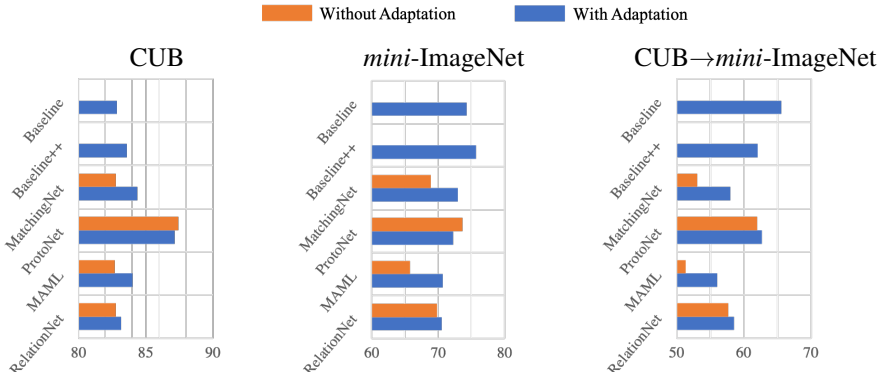 Without Adaptation With Adaptation
CUB
Baseline
Baseline++
MatchingNet
ProtoNet
MAML
RelationNet
80 85 90
mini-ImageNet
Baseline
Baseline++
MatchingNet
ProtoNet
MAML
RelationNet
60 70 80
CUB→mini-ImageNet
Baseline
Baseline++
MatchingNet
ProtoNet
MAML
RelationNet
50 60 70